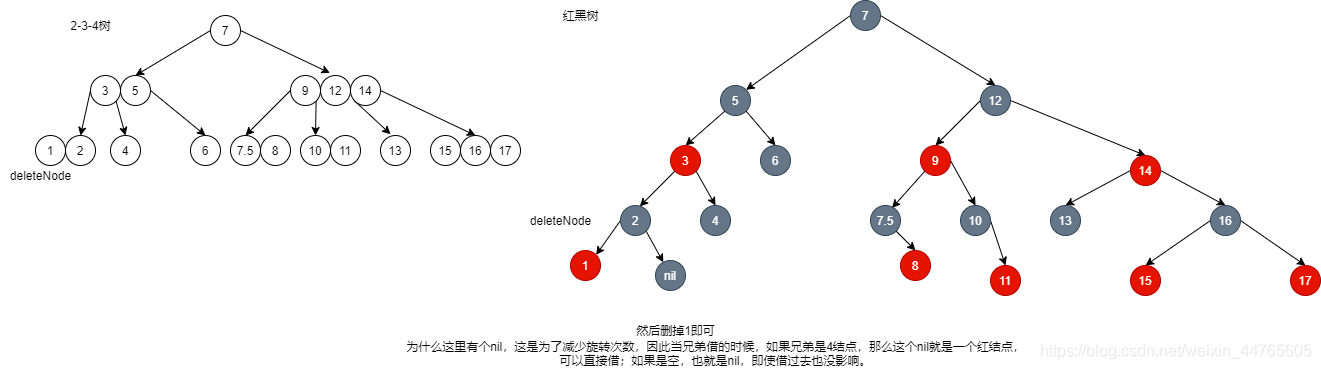 2-3-4树
7
3 5
9 12 14
1 2
4
6
7.5 8
10 11
13
15 16 17
deleteNode
红黑树
7
5
12
3
6
9
14
deleteNode
2
4
7.5
10
13
16
1
nil
8
11
15
17
然后删掉1即可
为什么这里有个nil，这是为了减少旋转次数，因此当兄弟借的时候，如果兄弟是4结点，那么这个nil就是一个红结点，
可以直接借；如果是空，也就是nil，即使借过去也没影响。
https://blog.csdn.net/weixin_44765605